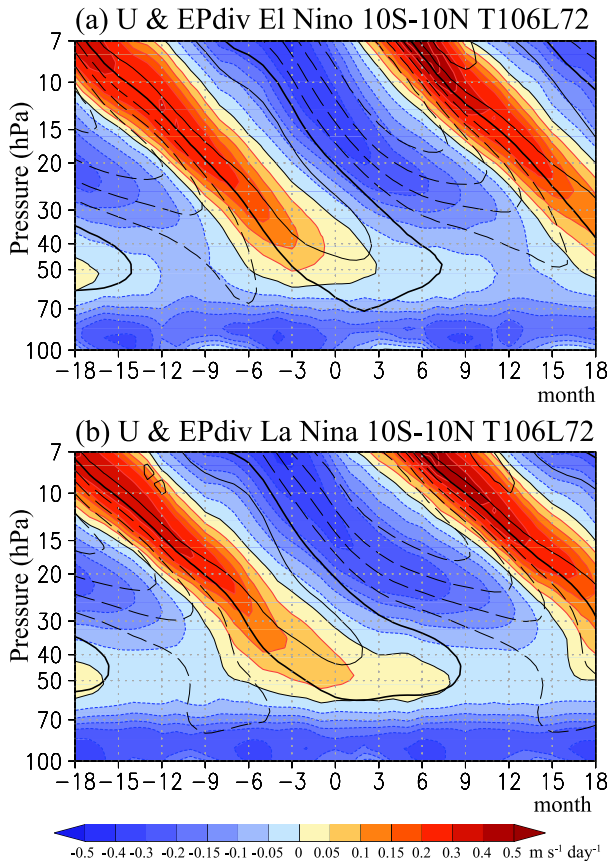 (a) U & EPdiv El Nino 10S-10N T106L72
Pressure (hPa)
7
10
15
20
30
40
50
70
100
-18 -15 -12 -9 -6 -3 0 3 6 9 12 15 18
month
(b) U & EPdiv La Nina 10S-10N T106L72
Pressure (hPa)
7
10
15
20
30
40
50
70
100
-18 -15 -12 -9 -6 -3 0 3 6 9 12 15 18
month
-0.5 -0.4 -0.3 -0.2 -0.15 -0.1 -0.05 0 0.05 0.1 0.15 0.2 0.3 0.4 0.5 m s⁻¹ day⁻¹